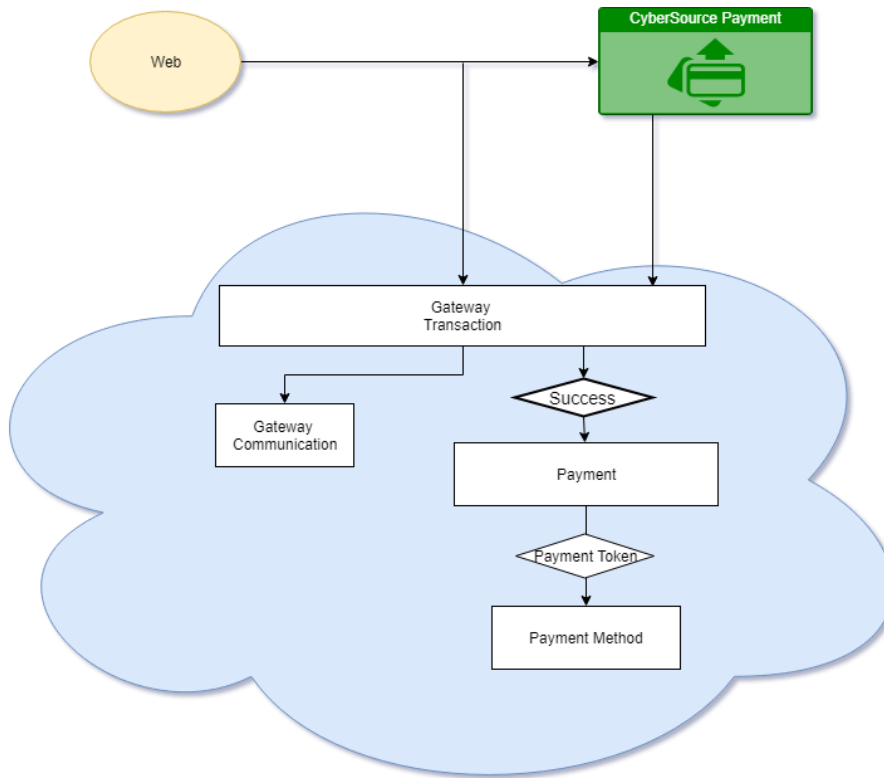 Web
CyberSource Payment
Gateway
Transaction
Gateway
Communication
Success
Payment
Payment Token
Payment Method